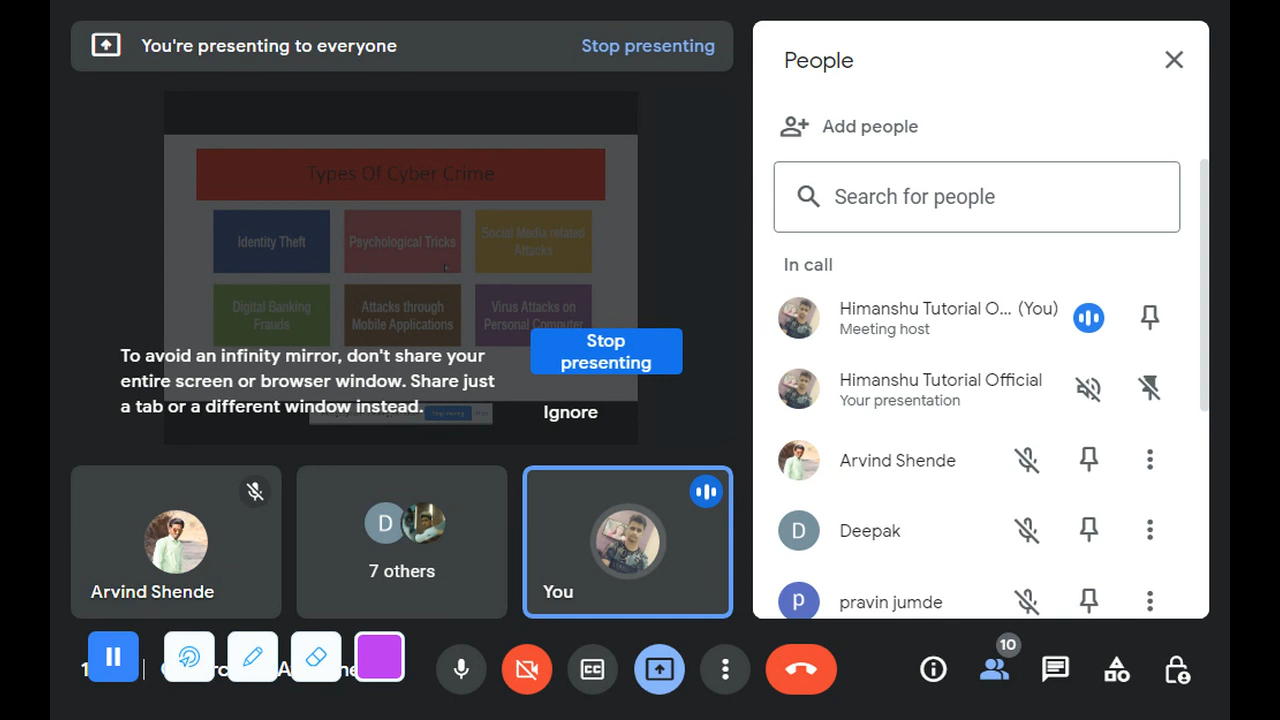 You're presenting to everyone
Stop presenting
Types Of Cyber Crime
Identity Theft
Psychological Tricks
Social Media related
Attacks
Digital Banking
Frauds
Attacks through
Mobile Applications
Virus Attacks on
Personal Computer
To avoid an infinity mirror, don't share your
entire screen or browser window. Share just
a tab or a different window instead.
Stop
presenting
Ignore
Arvind Shende
D
7 others
You
People
Add people
Search for people
In call
Himanshu Tutorial O... (You)
Meeting host
Himanshu Tutorial Official
Your presentation
Arvind Shende
D
Deepak
p
pravin jumde
CC
10